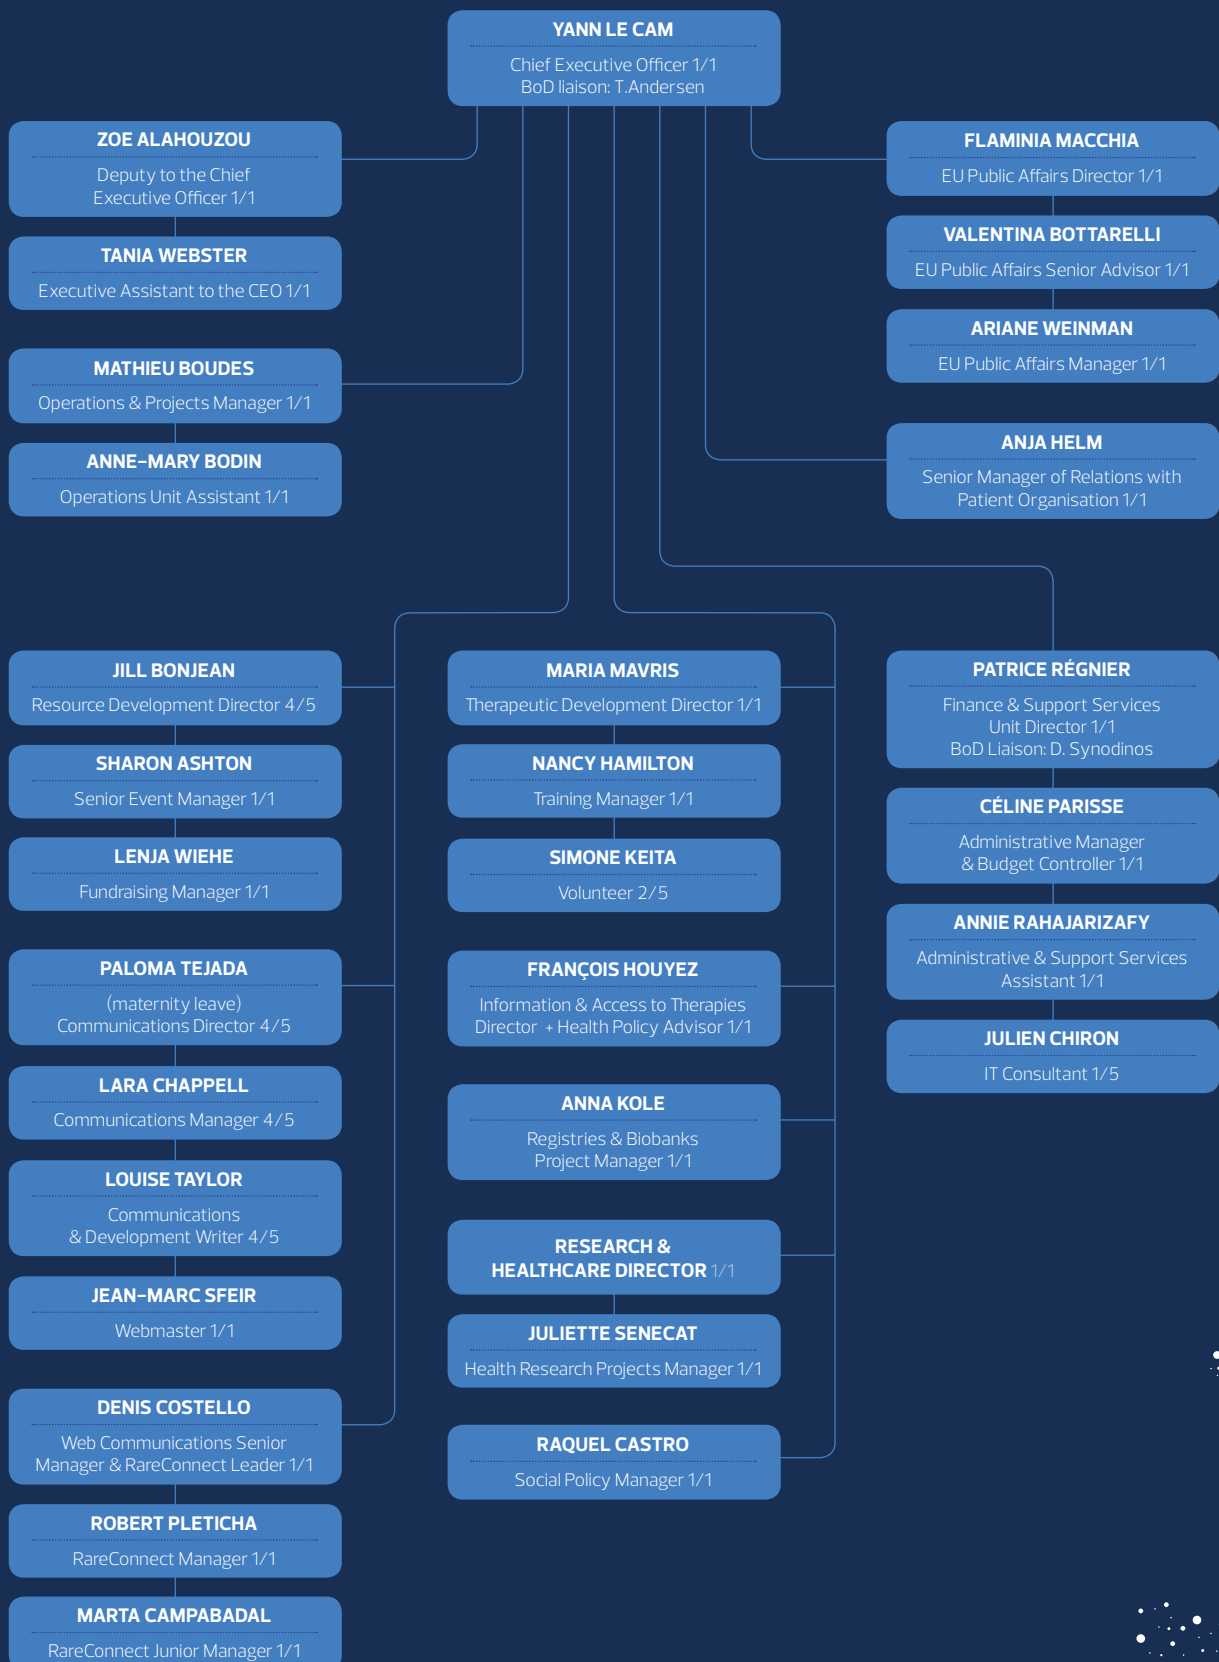 YANN LE CAM
Chief Executive Officer 1/1
BoD liaison: T.Andersen
ZOE ALAHOUZOU
Deputy to the Chief
Executive Officer 1/1
TANIA WEBSTER
Executive Assistant to the CEO 1/1
MATHIEU BOUDES
Operations & Projects Manager 1/1
ANNE-MARY BODIN
Operations Unit Assistant 1/1
FLAMINIA MACCHIA
EU Public Affairs Director 1/1
VALENTINA BOTTARELLI
EU Public Affairs Senior Advisor 1/1
ARIANE WEINMAN
EU Public Affairs Manager 1/1
ANJA HELM
Senior Manager of Relations with
Patient Organisation 1/1
JILL BONJEAN
Resource Development Director 4/5
SHARON ASHTON
Senior Event Manager 1/1
LENJA WIEHE
Fundraising Manager 1/1
PALOMA TEJADA
(maternity leave)
Communications Director 4/5
LARA CHAPPELL
Communications Manager 4/5
LOUISE TAYLOR
Communications
& Development Writer 4/5
JEAN-MARC SFEIR
Webmaster 1/1
DENIS COSTELLO
Web Communications Senior
Manager & RareConnect Leader 1/1
ROBERT PLETICHA
RareConnect Manager 1/1
MARTA CAMPABADAL
RareConnect Junior Manager 1/1
MARIA MAVRIS
Therapeutic Development Director 1/1
NANCY HAMILTON
Training Manager 1/1
SIMONE KEITA
Volunteer 2/5
FRANÇOIS HOUYEZ
Information & Access to Therapies
Director + Health Policy Advisor 1/1
ANNA KOLE
Registries & Biobanks
Project Manager 1/1
RESEARCH &
HEALTHCARE DIRECTOR 1/1
JULIETTE SENECAT
Health Research Projects Manager 1/1
RAQUEL CASTRO
Social Policy Manager 1/1
PATRICE RÉGNIER
Finance & Support Services
Unit Director 1/1
BoD Liaison: D. Synodinos
CÉLINE PARISSE
Administrative Manager
& Budget Controller 1/1
ANNIE RAHAJARIZAFY
Administrative & Support Services
Assistant 1/1
JULIEN CHIRON
IT Consultant 1/5